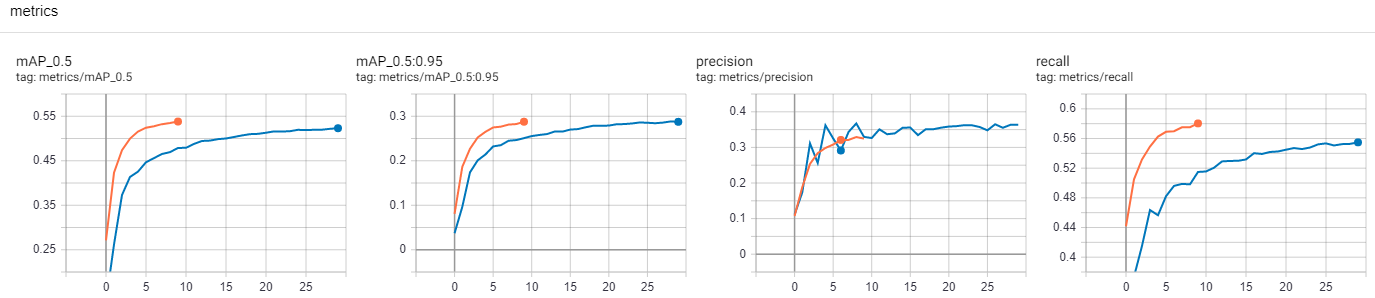 metrics
mAP_0.5
tag: metrics/mAP_0.5
0.55
0.45
0.35
0.25
0 5 10 15 20 25
mAP_0.5:0.95
tag: metrics/mAP_0.5:0.95
0.3
0.2
0.1
0
0 5 10 15 20 25
precision
tag: metrics/precision
0.4
0.3
0.2
0.1
0
0 5 10 15 20 25
recall
tag: metrics/recall
0.6
0.56
0.52
0.48
0.44
0.4
0 5 10 15 20 25